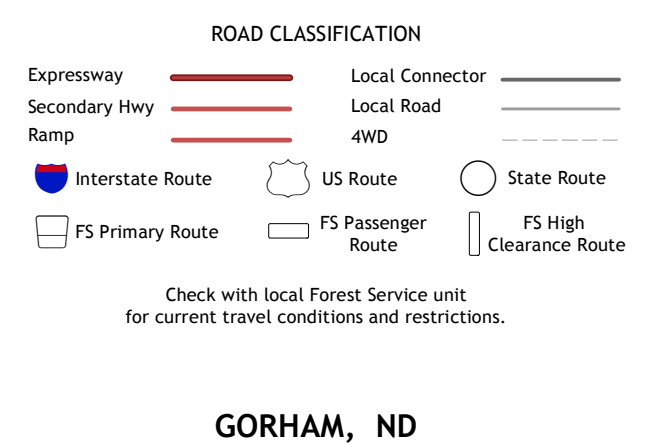 ROAD CLASSIFICATION
Expressway
Local Connector
Secondary Hwy
Local Road
Ramp
4WD
Interstate Route
US Route
State Route
FS Primary Route
FS Passenger
Route
FS High
Clearance Route
Check with local Forest Service unit
for current travel conditions and restrictions.
GORHAM, ND